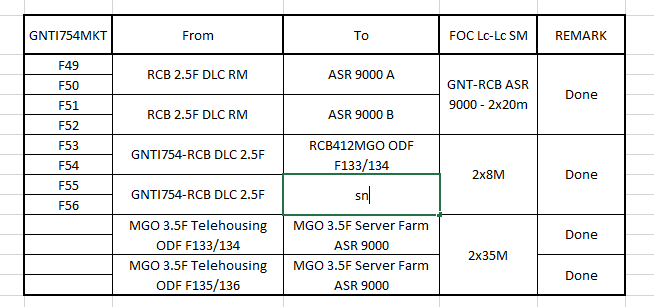 GNTI754MKT From To FOC Lc-Lc SM REMARK
F49
RCB 2.5F DLC RM ASR 9000 A
F50
GNT-RCB ASR
9000 - 2x20m
Done
F51
RCB 2.5F DLC RM ASR 9000 B
F52
F53
GNTI754-RCB DLC 2.5F
RCB412MGO ODF
F133/134
F54
2x8M
Done
F55
GNTI754-RCB DLC 2.5F
sn
F56
MGO 3.5F Telehousing
ODF F133/134
MGO 3.5F Server Farm
ASR 9000
2x35M
Done
MGO 3.5F Telehousing
ODF F135/136
MGO 3.5F Server Farm
ASR 9000
Done